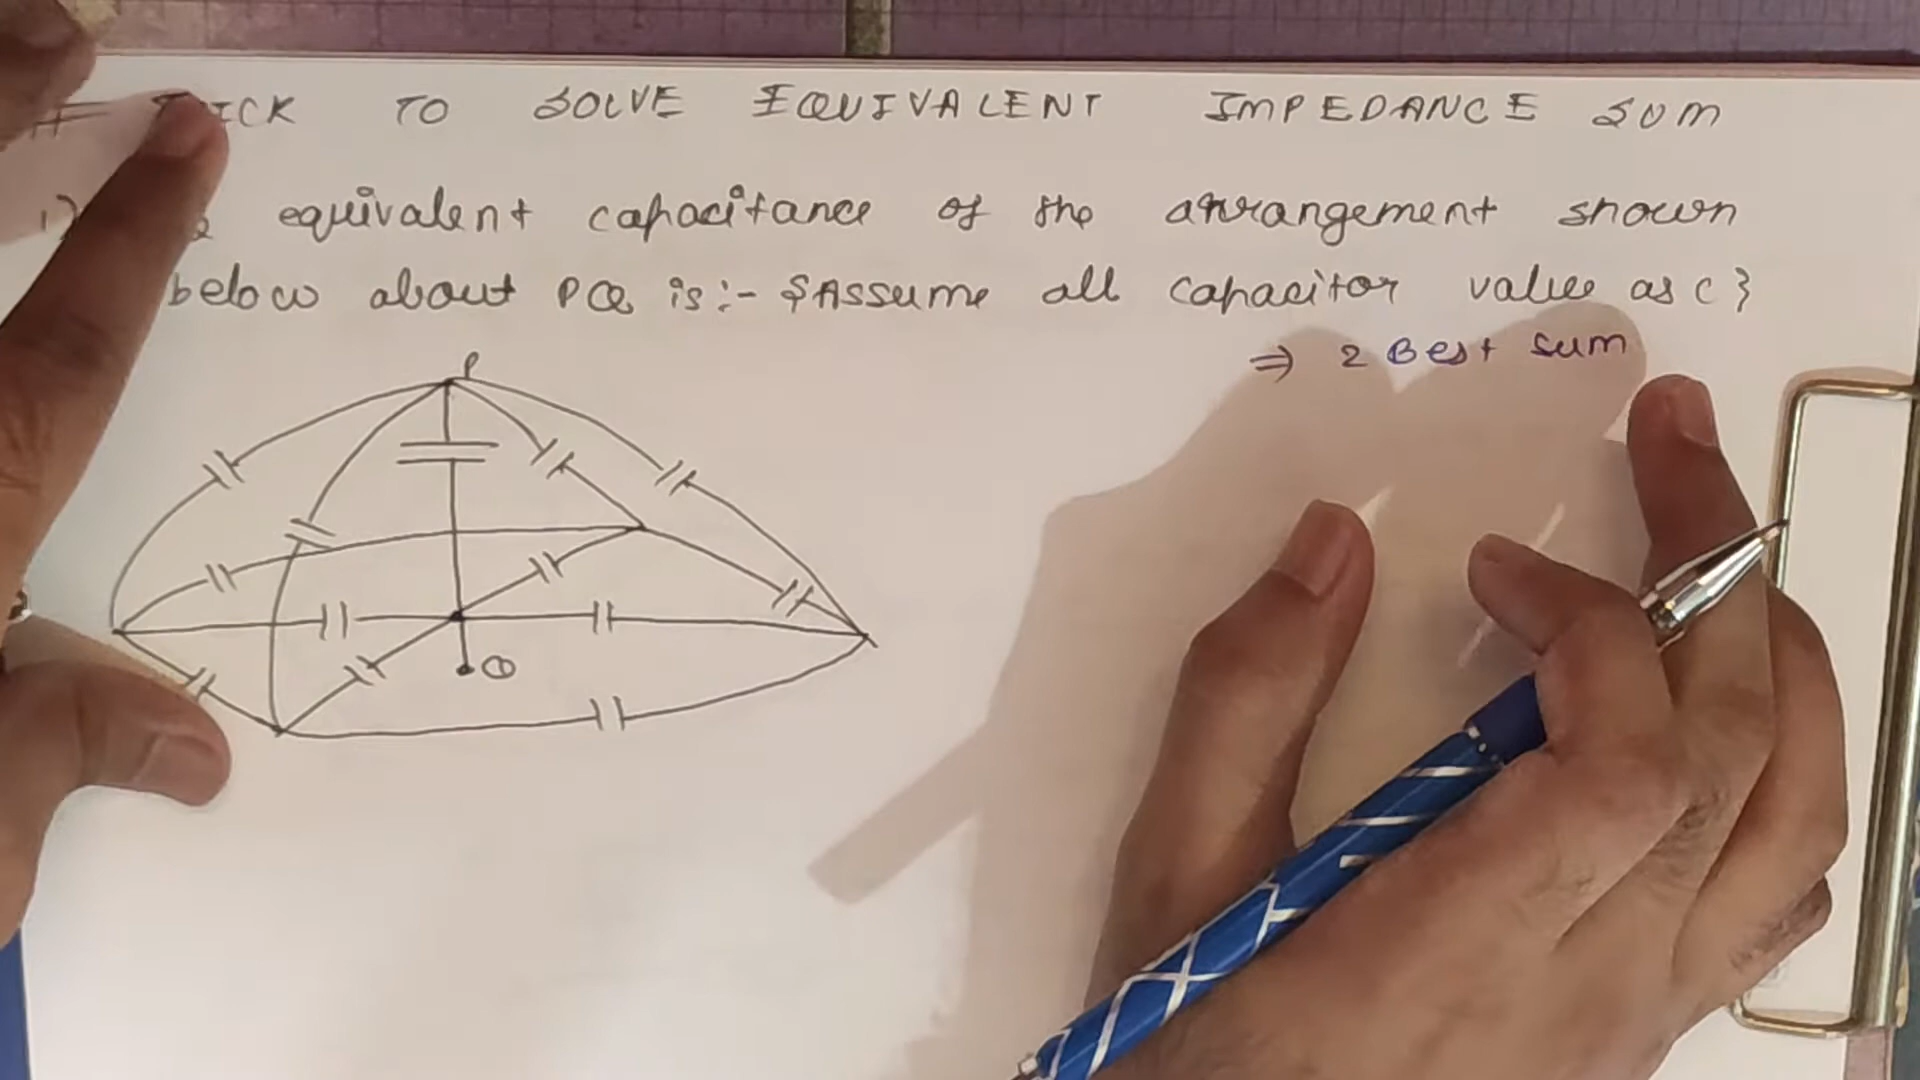 TO SOLVE EQUIVALENT IMPEDANCE SUM
1) equivalent capacitance of the arrangement shown
below about PQ is :- {Assume all capacitor value as C}
⇒ 2 Best sum
P
Q